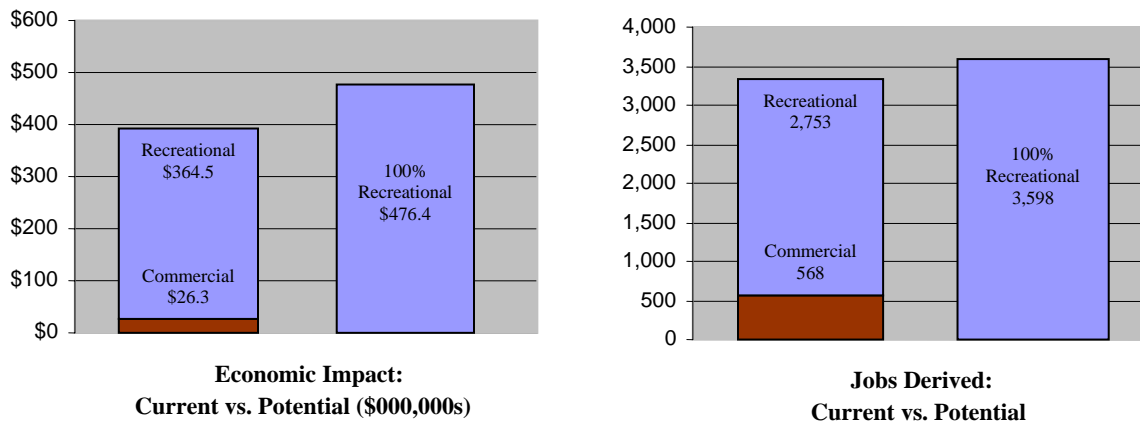 $600
$500
$400
$300
$200
$100
$0
Recreational
$364.5
Commercial
$26.3
100%
Recreational
$476.4
Economic Impact:
Current vs. Potential ($000,000s)
4,000
3,500
3,000
2,500
2,000
1,500
1,000
500
0
Recreational
2,753
Commercial
568
100%
Recreational
3,598
Jobs Derived:
Current vs. Potential